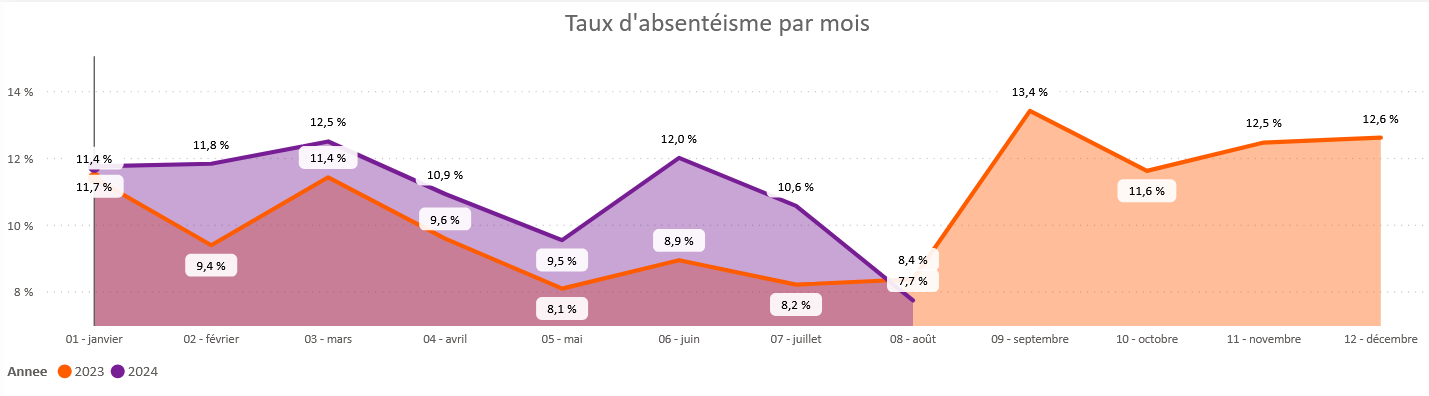 Taux d'absentéisme par mois
14 %
12 %
10 %
8 %
11,4 %
11,7 %
11,8 %
9,4 %
12,5 %
11,4 %
10,9 %
9,6 %
9,5 %
8,1 %
12,0 %
8,9 %
10,6 %
8,2 %
8,4 %
7,7 %
13,4 %
11,6 %
12,5 %
12,6 %
01 - janvier
02 - février
03 - mars
04 - avril
05 - mai
06 - juin
07 - juillet
08 - août
09 - septembre
10 - octobre
11 - novembre
12 - décembre
Annee 2023 2024